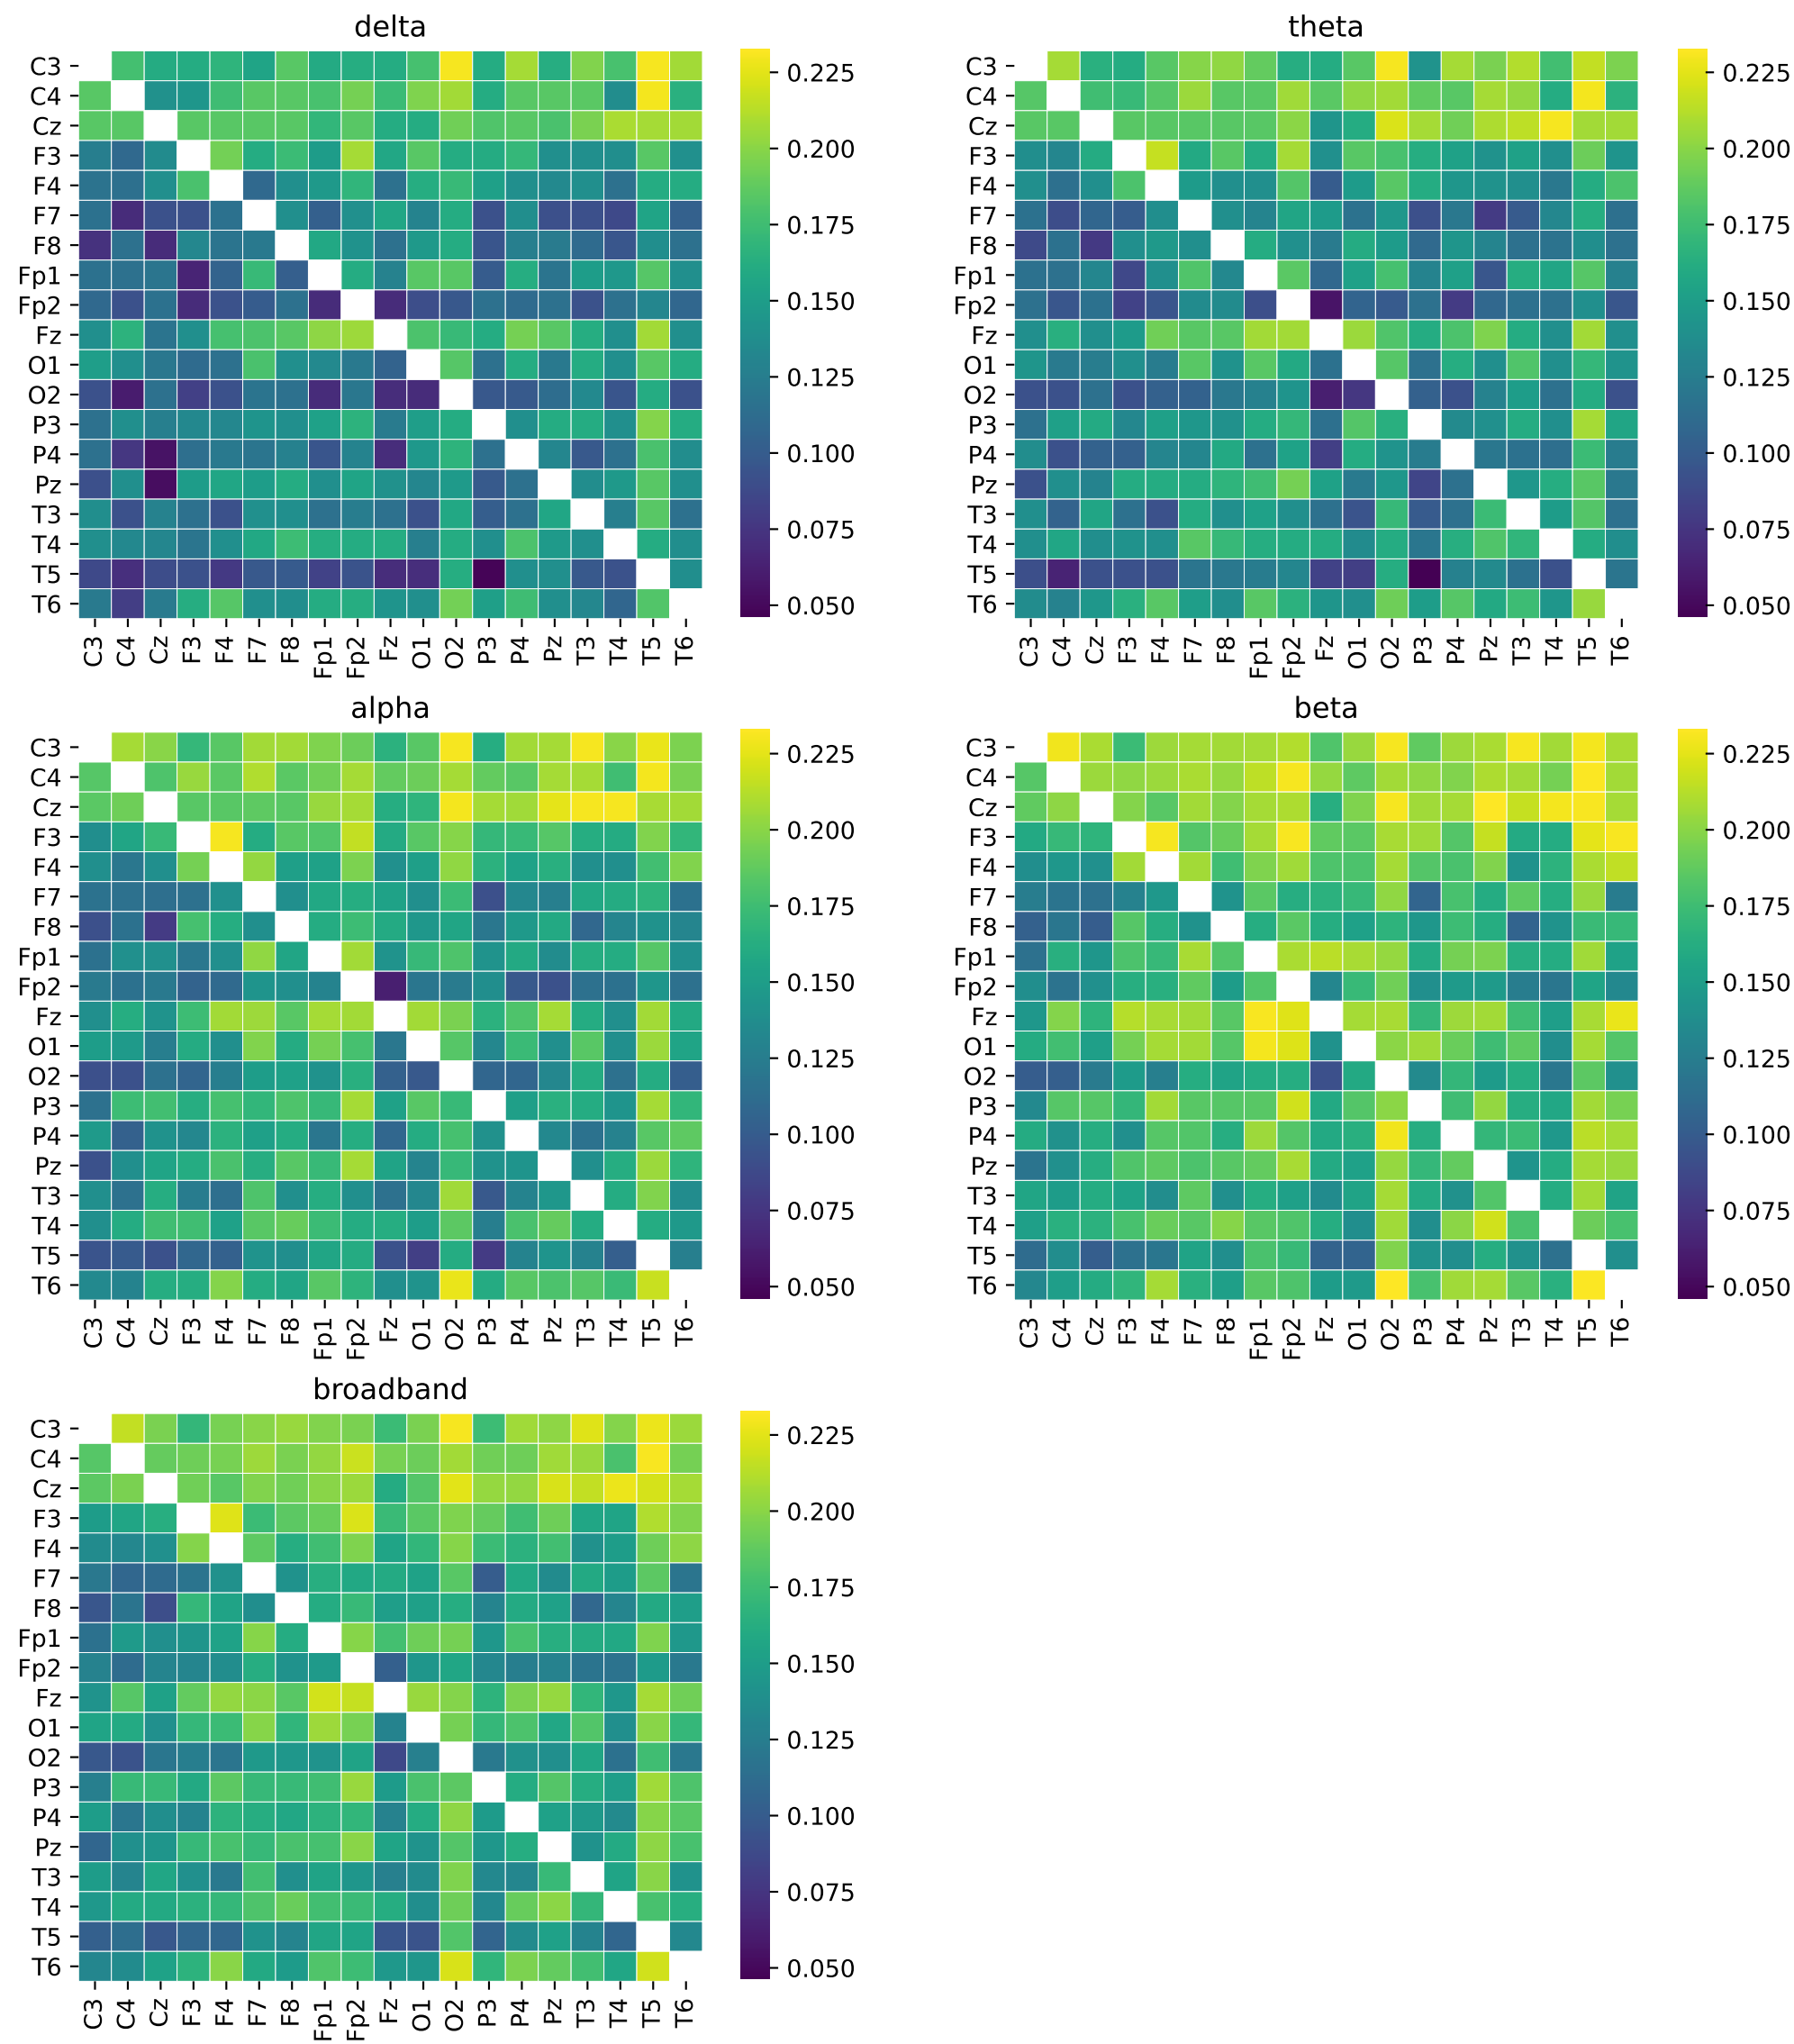 delta
C3
C4
Cz
F3
F4
F7
F8
Fp1
Fp2
Fz
O1
O2
P3
P4
Pz
T3
T4
T5
T6
C3 C4 Cz F3 F4 F7 F8 Fp1 Fp2 Fz O1 O2 P3 P4 Pz T3 T4 T5 T6
0.225
0.200
0.175
0.150
0.125
0.100
0.075
0.050
theta
C3
C4
Cz
F3
F4
F7
F8
Fp1
Fp2
Fz
O1
O2
P3
P4
Pz
T3
T4
T5
T6
C3 C4 Cz F3 F4 F7 F8 Fp1 Fp2 Fz O1 O2 P3 P4 Pz T3 T4 T5 T6
0.225
0.200
0.175
0.150
0.125
0.100
0.075
0.050
alpha
C3
C4
Cz
F3
F4
F7
F8
Fp1
Fp2
Fz
O1
O2
P3
P4
Pz
T3
T4
T5
T6
C3 C4 Cz F3 F4 F7 F8 Fp1 Fp2 Fz O1 O2 P3 P4 Pz T3 T4 T5 T6
0.225
0.200
0.175
0.150
0.125
0.100
0.075
0.050
beta
C3
C4
Cz
F3
F4
F7
F8
Fp1
Fp2
Fz
O1
O2
P3
P4
Pz
T3
T4
T5
T6
C3 C4 Cz F3 F4 F7 F8 Fp1 Fp2 Fz O1 O2 P3 P4 Pz T3 T4 T5 T6
0.225
0.200
0.175
0.150
0.125
0.100
0.075
0.050
broadband
C3
C4
Cz
F3
F4
F7
F8
Fp1
Fp2
Fz
O1
O2
P3
P4
Pz
T3
T4
T5
T6
C3 C4 Cz F3 F4 F7 F8 Fp1 Fp2 Fz O1 O2 P3 P4 Pz T3 T4 T5 T6
0.225
0.200
0.175
0.150
0.125
0.100
0.075
0.050